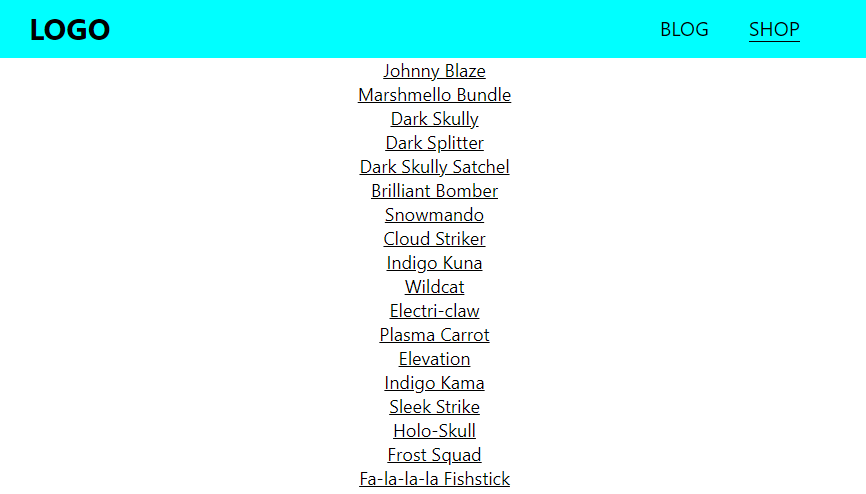 LOGO BLOG SHOP
Johnny Blaze
Marshmello Bundle
Dark Skully
Dark Splitter
Dark Skully Satchel
Brilliant Bomber
Snowmando
Cloud Striker
Indigo Kuna
Wildcat
Electri-claw
Plasma Carrot
Elevation
Indigo Kama
Sleek Strike
Holo-Skull
Frost Squad
Fa-la-la-la Fishstick